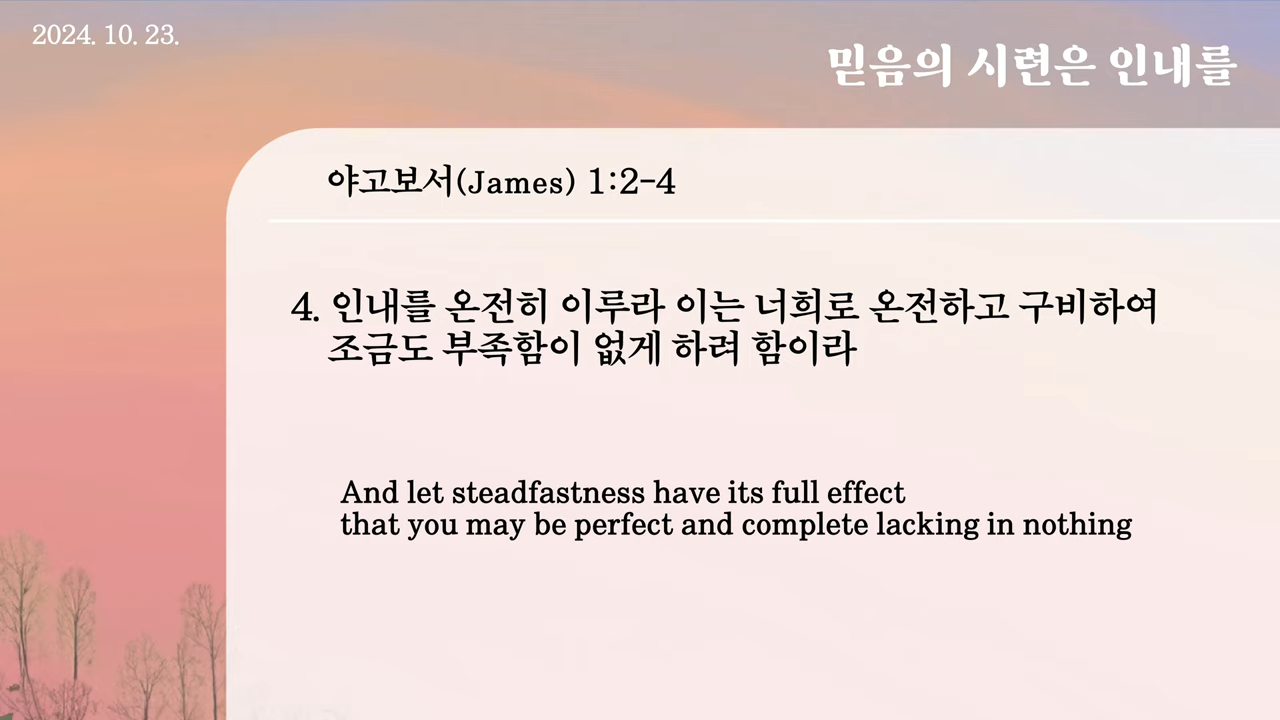 2024. 10. 23.
믿음의 시련은 인내를
야고보서(James) 1:2-4
4. 인내를 온전히 이루라 이는 너희로 온전하고 구비하여
조금도 부족함이 없게 하려 함이라
And let steadfastness have its full effect
that you may be perfect and complete lacking in nothing